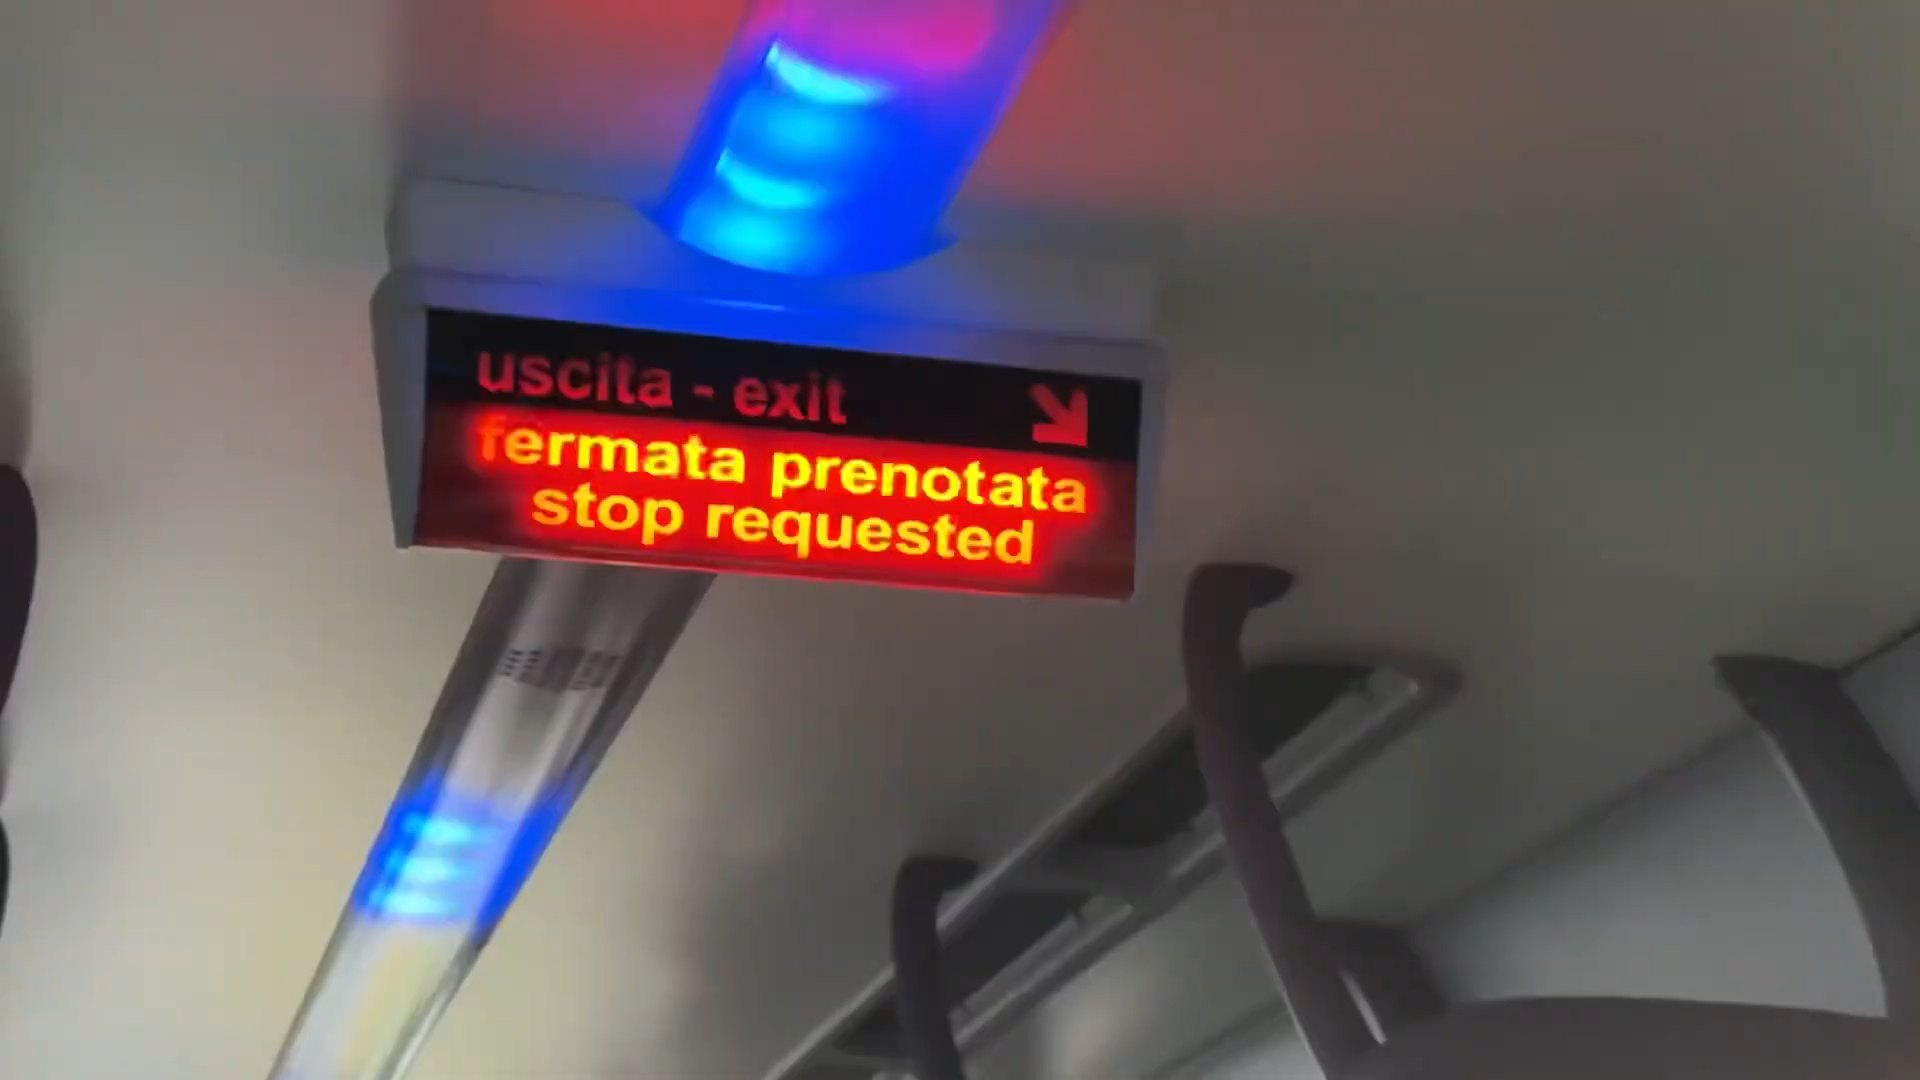 uscita - exit
fermata prenotata
stop requested